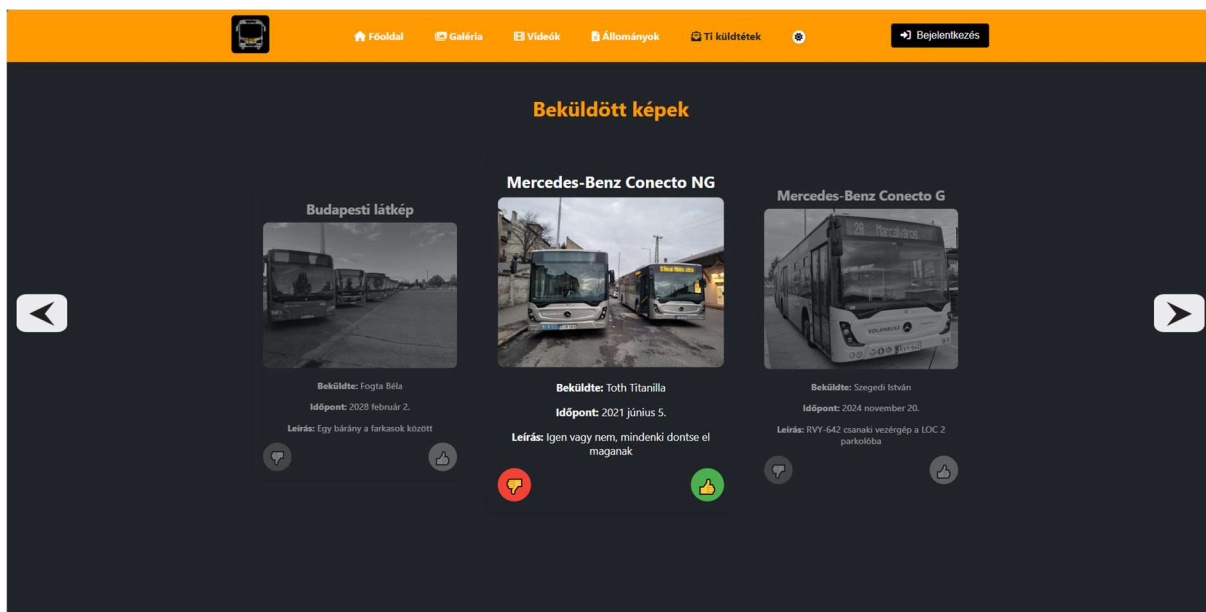 Főoldal
Galéria
Videók
Állományok
Ti küldtétek
Bejelentkezés
Beküldött képek
Budapesti látkép
Beküldte: Fogta Béla
Időpont: 2028 február 2.
Leírás: Egy bárány a farkasok között
Mercedes-Benz Conecto NG
Beküldte: Toth Titanilla
Időpont: 2021 június 5.
Leírás: Igen vagy nem, mindenki dontse el
maganak
Mercedes-Benz Conecto G
28 Marcalváros
VOLÁNBUSZ
Beküldte: Szegedi István
Időpont: 2024 november 20.
Leírás: RVY-642 csanaki vezérgép a LOC 2
parkolóba